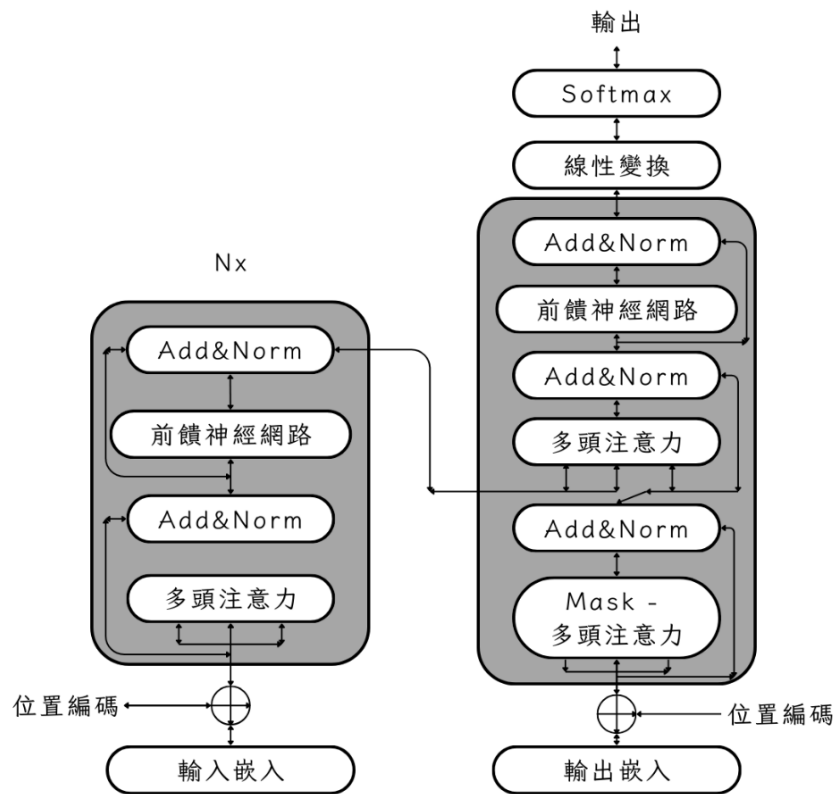 輸出
Softmax
線性變換
Add&Norm
前饋神經網路
Add&Norm
多頭注意力
Add&Norm
Mask -
多頭注意力
位置編碼
輸出嵌入
Nx
Add&Norm
前饋神經網路
Add&Norm
多頭注意力
位置編碼
輸入嵌入